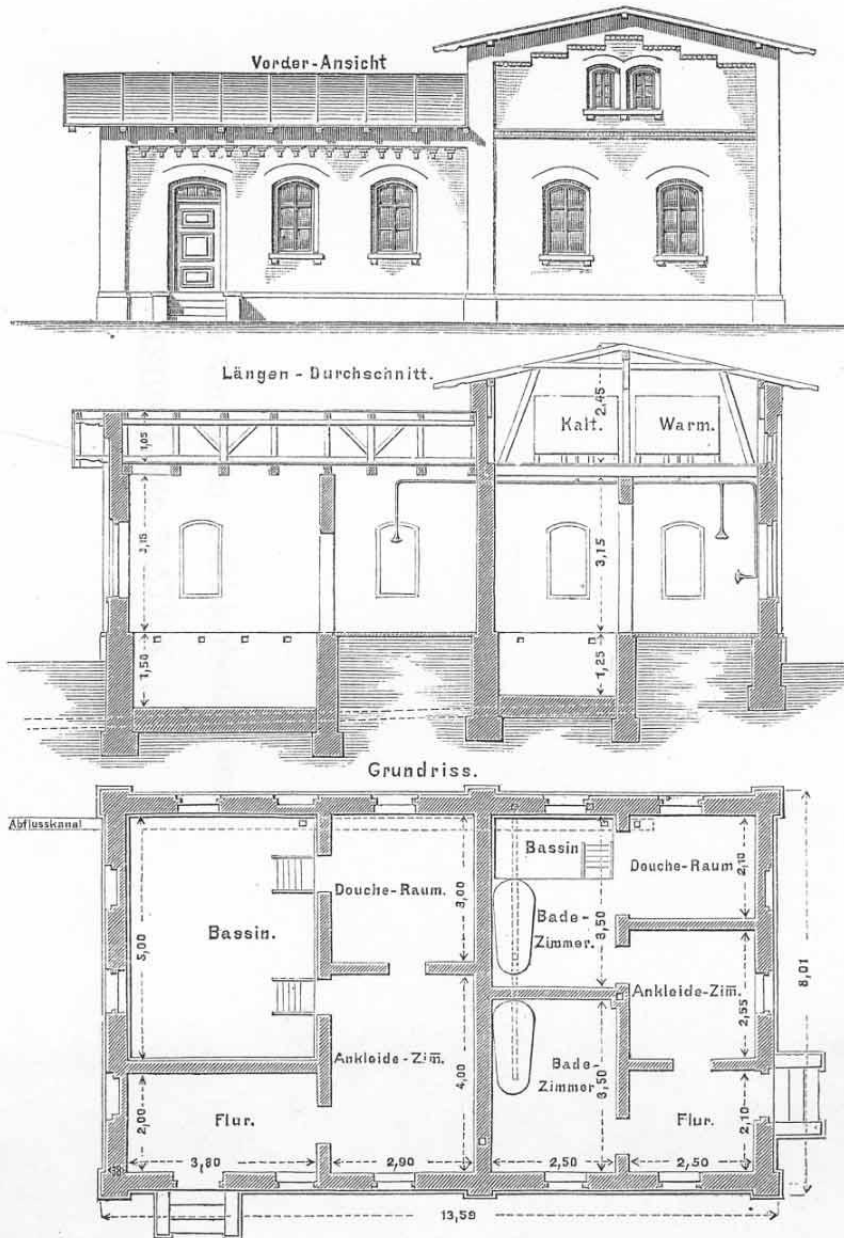 Vorder-Ansicht
Längen - Durchschnitt.
2,45
Kalt. Warm.
1,05
3,15
3,15
1,50
1,25
Grundriss.
Abflusskanal
Bassin.
5,00
Douche-Raum.
3,00
Bassin
Bade-
Zimmer.
3,50
Douche-Raum
2,10
Ankleide-Zim̅.
2,55
8,01
Ankleide-Zim̅.
4,00
Bade-
Zimmer
3,50
Flur.
2,00
3,80
2,90
2,50
Flur.
2,10
2,50
38
13,59